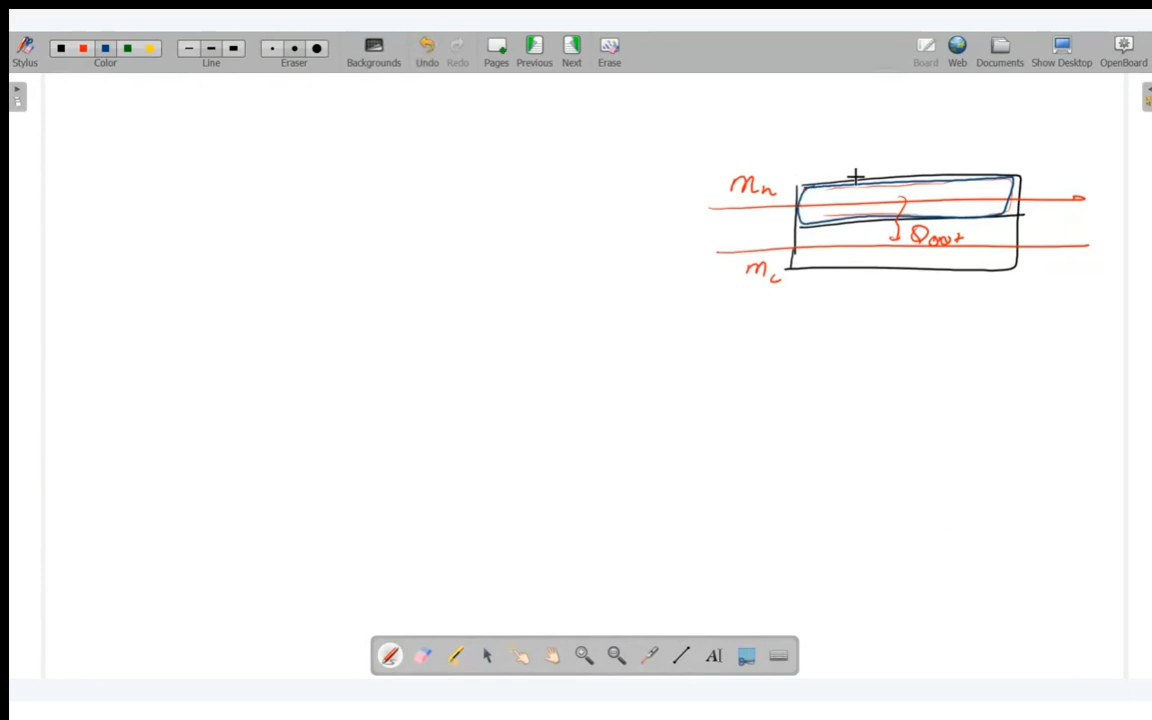 Stylus Color Line Eraser Backgrounds Undo Redo Pages Previous Next Erase Board Web Documents Show Desktop OpenBoard
mh
Qout
mc
AI